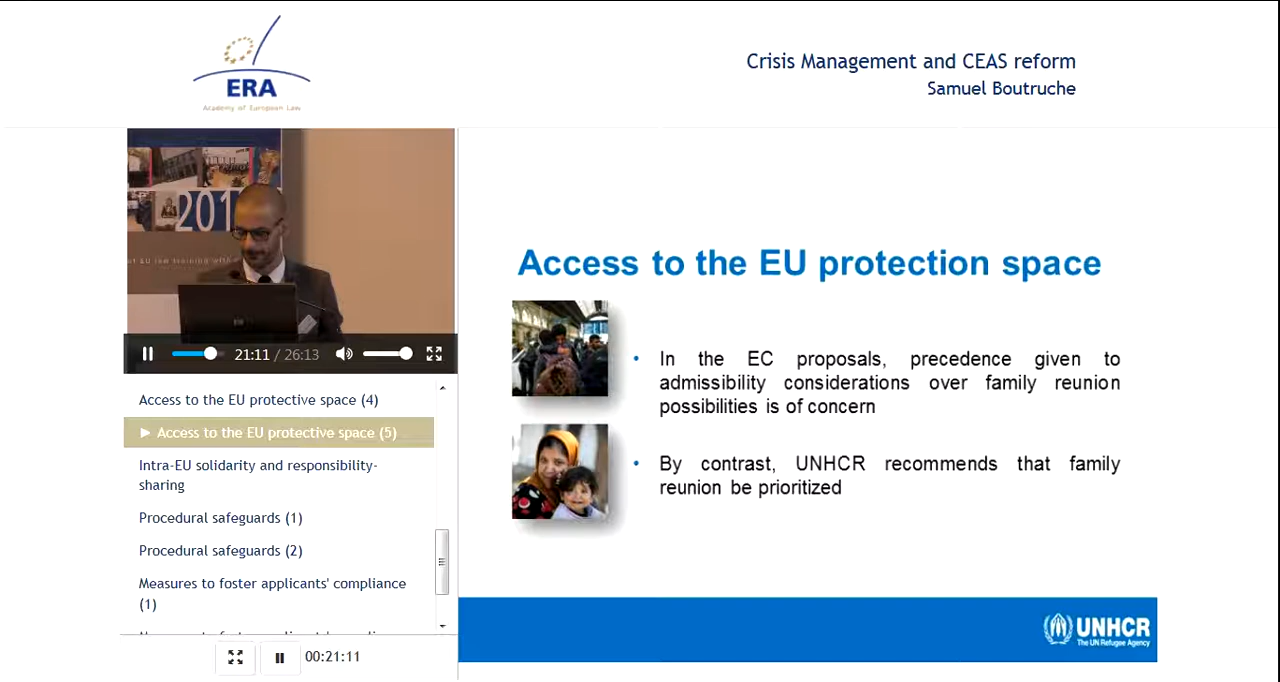 ERA
Academy of European Law
Crisis Management and CEAS reform
Samuel Boutruche
201
21:11 / 26:13
Access to the EU protective space (4)
► Access to the EU protective space (5)
Intra-EU solidarity and responsibility-
sharing
Procedural safeguards (1)
Procedural safeguards (2)
Measures to foster applicants' compliance
(1)
00:21:11
Access to the EU protection space
• In the EC proposals, precedence given to
admissibility considerations over family reunion
possibilities is of concern
• By contrast, UNHCR recommends that family
reunion be prioritized
UNHCR
The UN Refugee Agency